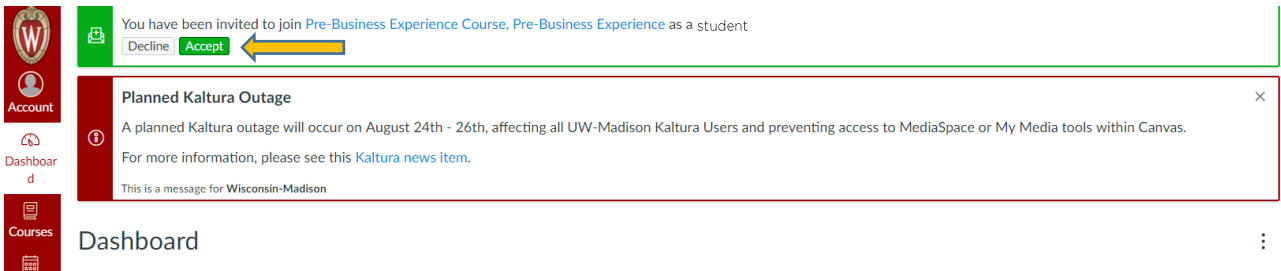 You have been invited to join Pre-Business Experience Course, Pre-Business Experience as a student
Decline Accept
W
Account
Dashboar
d
Courses
Planned Kaltura Outage
A planned Kaltura outage will occur on August 24th - 26th, affecting all UW-Madison Kaltura Users and preventing access to MediaSpace or My Media tools within Canvas.
For more information, please see this Kaltura news item.
This is a message for Wisconsin-Madison
Dashboard